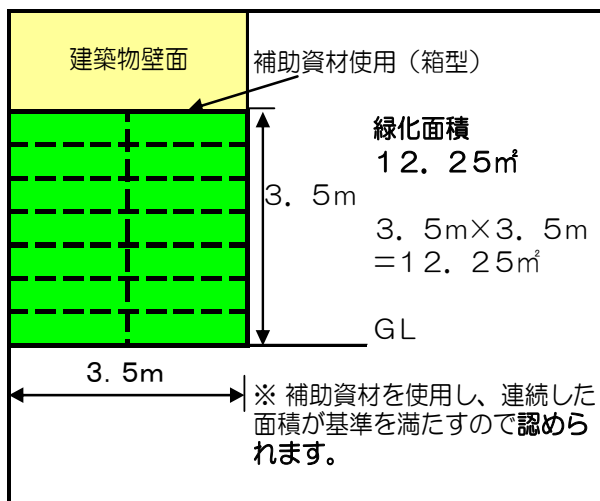 建築物壁面
補助資材使用（箱型）
緑化面積
１２．２５㎡
３．５ｍ
３．５ｍ×３．５ｍ
＝１２．２５㎡
ＧＬ
３．５ｍ
※ 補助資材を使用し、連続した
面積が基準を満たすので認めら
れます。